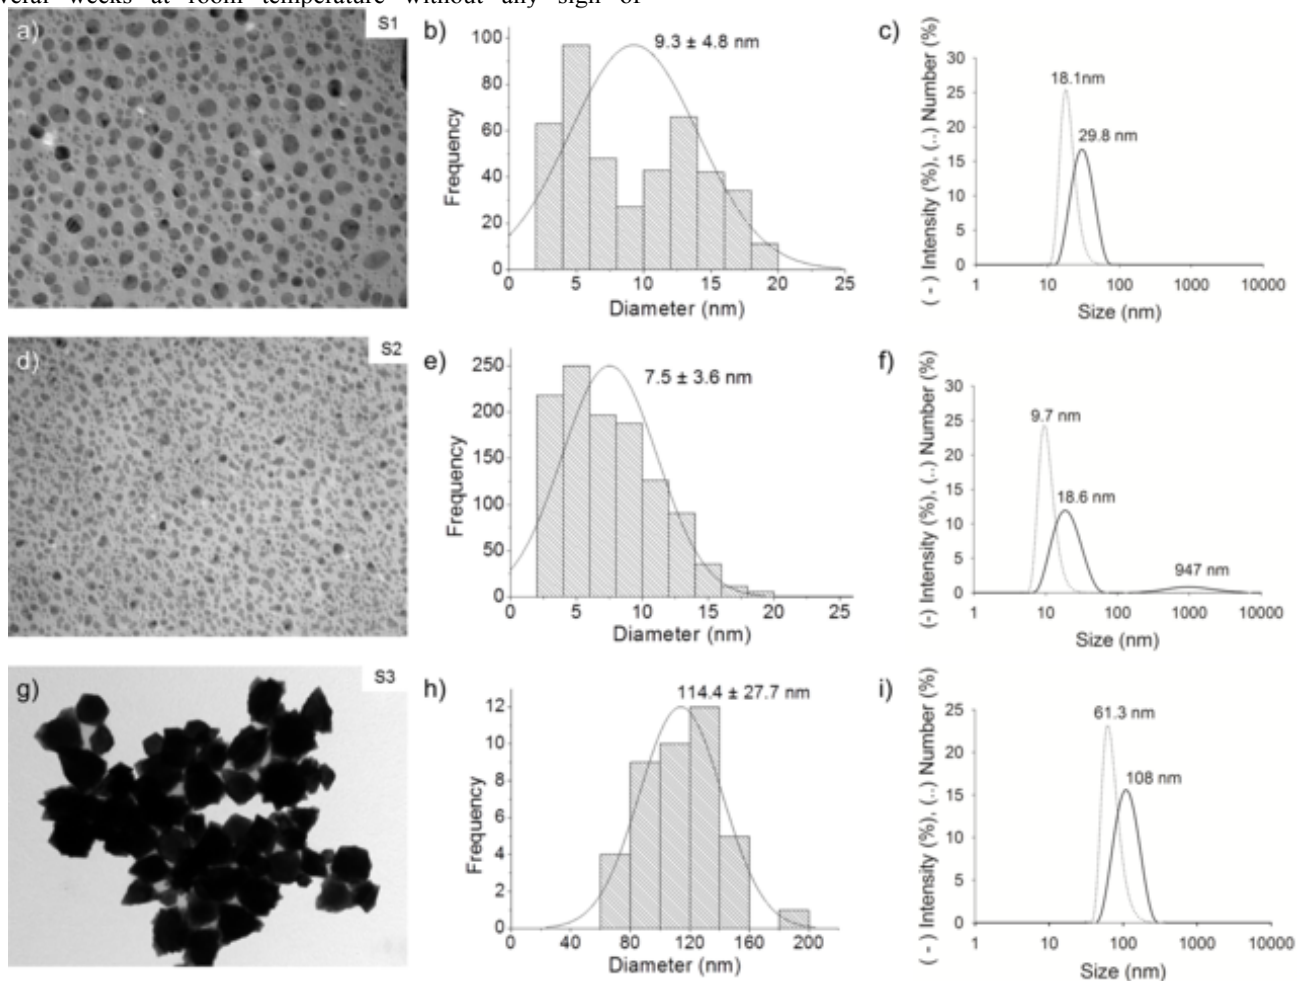 several weeks at room temperature without any sign of
a)
S1
b)
9.3 ± 4.8 nm
100
80
60
40
20
0
Frequency
0 5 10 15 20 25
Diameter (nm)
c)
( - ) Intensity (%), (..) Number (%)
30
25
20
15
10
5
0
18.1nm
29.8 nm
1 10 100 1000 10000
Size (nm)
d)
S2
e)
7.5 ± 3.6 nm
250
200
150
100
50
0
Frequency
0 5 10 15 20 25
Diameter (nm)
f)
(-) Intensity (%), (..) Number (%)
30
25
20
15
10
5
0
9.7 nm
18.6 nm
947 nm
1 10 100 1000 10000
Size (nm)
g)
S3
h)
114.4 ± 27.7 nm
12
10
8
6
4
2
0
Frequency
0 40 80 120 160 200
Diameter (nm)
i)
( - ) Intensity (%), (..) Number (%)
25
20
15
10
5
0
61.3 nm
108 nm
1 10 100 1000 10000
Size (nm)